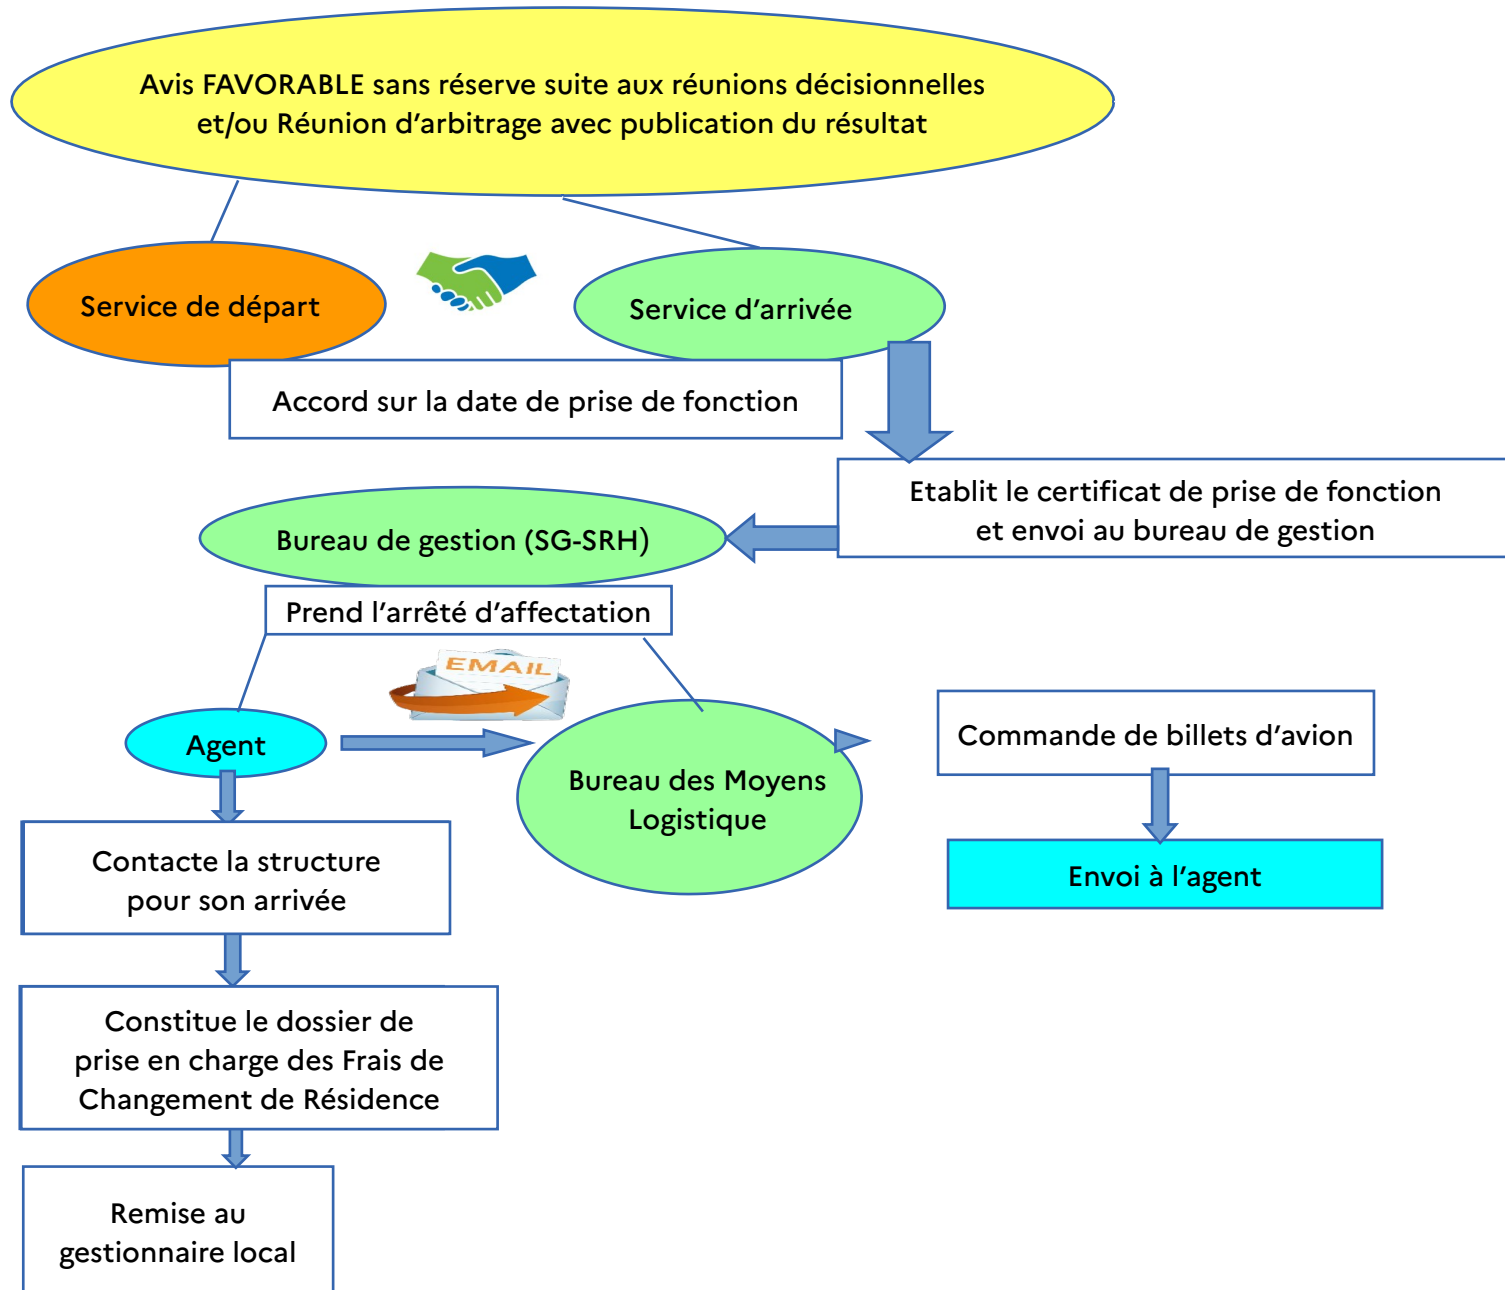 Avis FAVORABLE sans réserve suite aux réunions décisionnelles
et/ou Réunion d’arbitrage avec publication du résultat
Service de départ
Service d’arrivée
Accord sur la date de prise de fonction
Etablit le certificat de prise de fonction
et envoi au bureau de gestion
Bureau de gestion (SG-SRH)
Prend l’arrêté d’affectation
EMAIL
Agent
Bureau des Moyens
Logistique
Commande de billets d’avion
Envoi à l’agent
Contacte la structure
pour son arrivée
Constitue le dossier de
prise en charge des Frais de
Changement de Résidence
Remise au
gestionnaire local